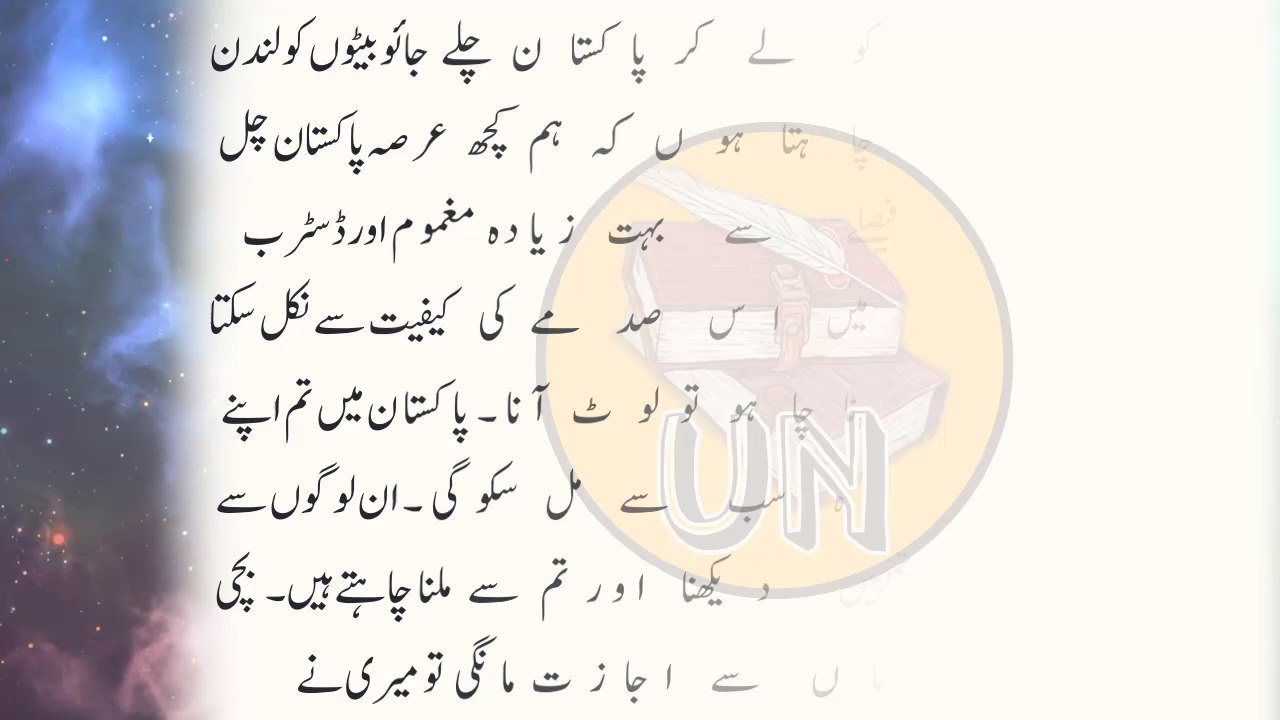 کو لے کر پاکستان چلے جائو بیٹوں کو لندن
چاہتا ہوں کہ ہم کچھ عرصہ پاکستان چل
سے بہت زیادہ مغموم اور ڈسٹرب
میں اس صدمے کی کیفیت سے نکل سکتا
چاہو تو لوٹ آنا۔ پاکستان میں تم اپنے
سب سے مل سکو گی۔ ان لوگوں سے
دیکھنا اور تم سے ملنا چاہتے ہیں۔ بچی
ماں سے اجازت مانگی تو میری نے
UN